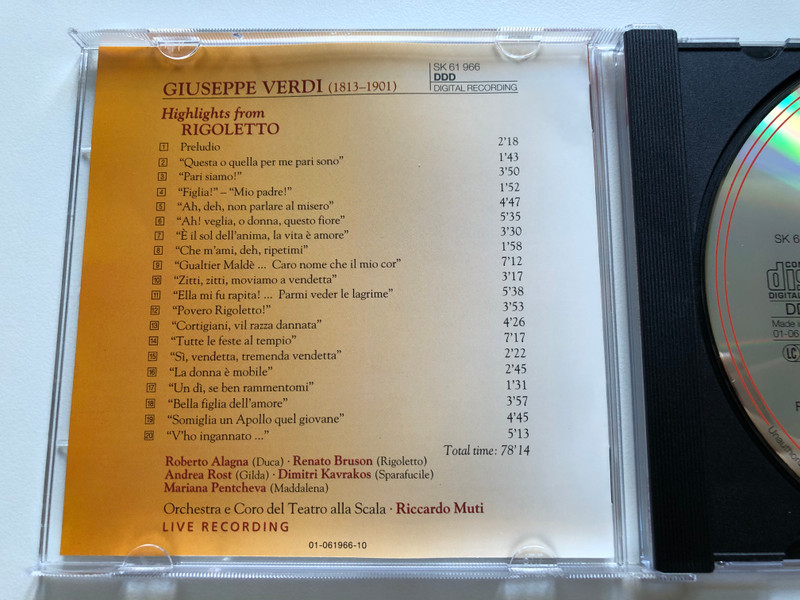 GIUSEPPE VERDI (1813–1901)
SK 61 966
DDD
DIGITAL RECORDING
Highlights from
RIGOLETTO
1 Preludio 2'18
2 “Questa o quella per me pari sono” 1'43
3 “Pari siamo!” 3'50
4 “Figlia!” – “Mio padre!” 1'52
5 “Ah, deh, non parlare al misero” 4'47
6 “Ah! veglia, o donna, questo fiore” 5'35
7 “È il sol dell'anima, la vita è amore” 3'30
8 “Che m'ami, deh, ripetimi” 1'58
9 “Gualtier Maldè ... Caro nome che il mio cor” 7'12
10 “Zitti, zitti, moviamo a vendetta” 3'17
11 “Ella mi fu rapita! ... Parmi veder le lagrime” 5'38
12 “Povero Rigoletto!” 3'53
13 “Cortigiani, vil razza dannata” 4'26
14 “Tutte le feste al tempio” 7'17
15 “Sì, vendetta, tremenda vendetta” 2'22
16 “La donna è mobile” 2'45
17 “Un dì, se ben rammentomi” 1'31
18 “Bella figlia dell'amore” 3'57
19 “Somiglia un Apollo quel giovane” 4'45
20 “V'ho ingannato ...” 5'13
Total time: 78'14
Roberto Alagna (Duca) · Renato Bruson (Rigoletto)
Andrea Rost (Gilda) · Dimitri Kavrakos (Sparafucile)
Mariana Pentcheva (Maddalena)
Orchestra e Coro del Teatro alla Scala · Riccardo Muti
LIVE RECORDING
01-061966-10
SK 6
DIGITAL
Made
01-06
LC